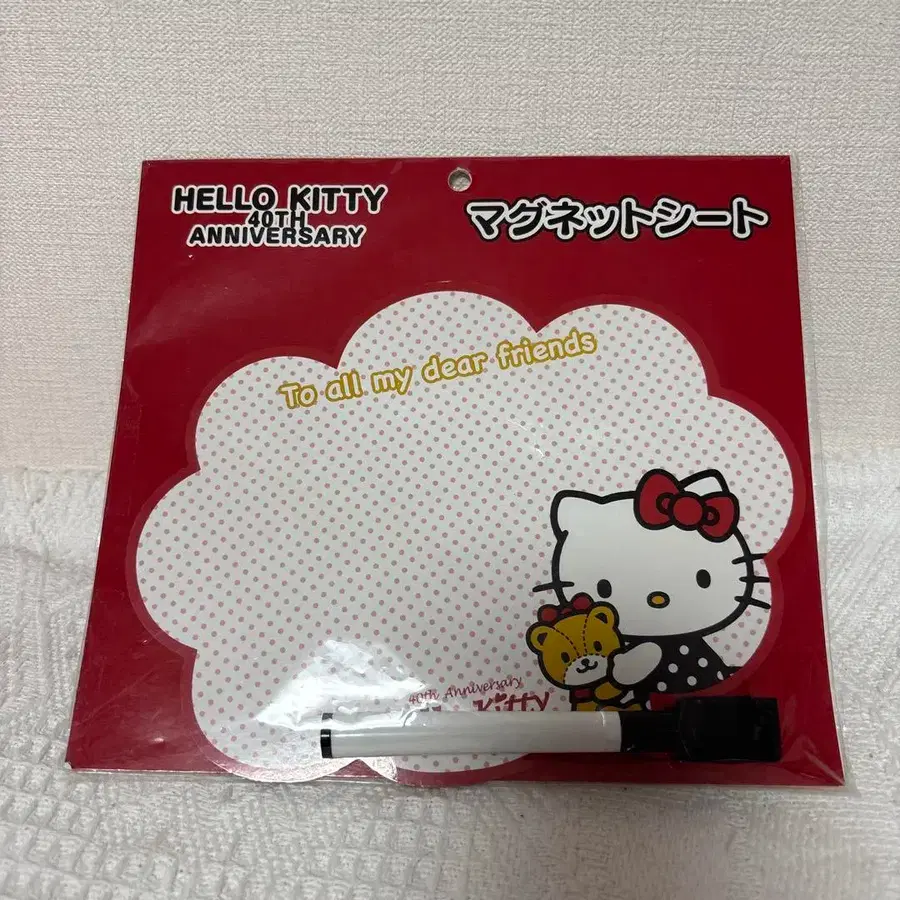 HELLO KITTY
40TH
ANNIVERSARY
マグネットシート
To all my dear friends
40th Anniversary
Kitty